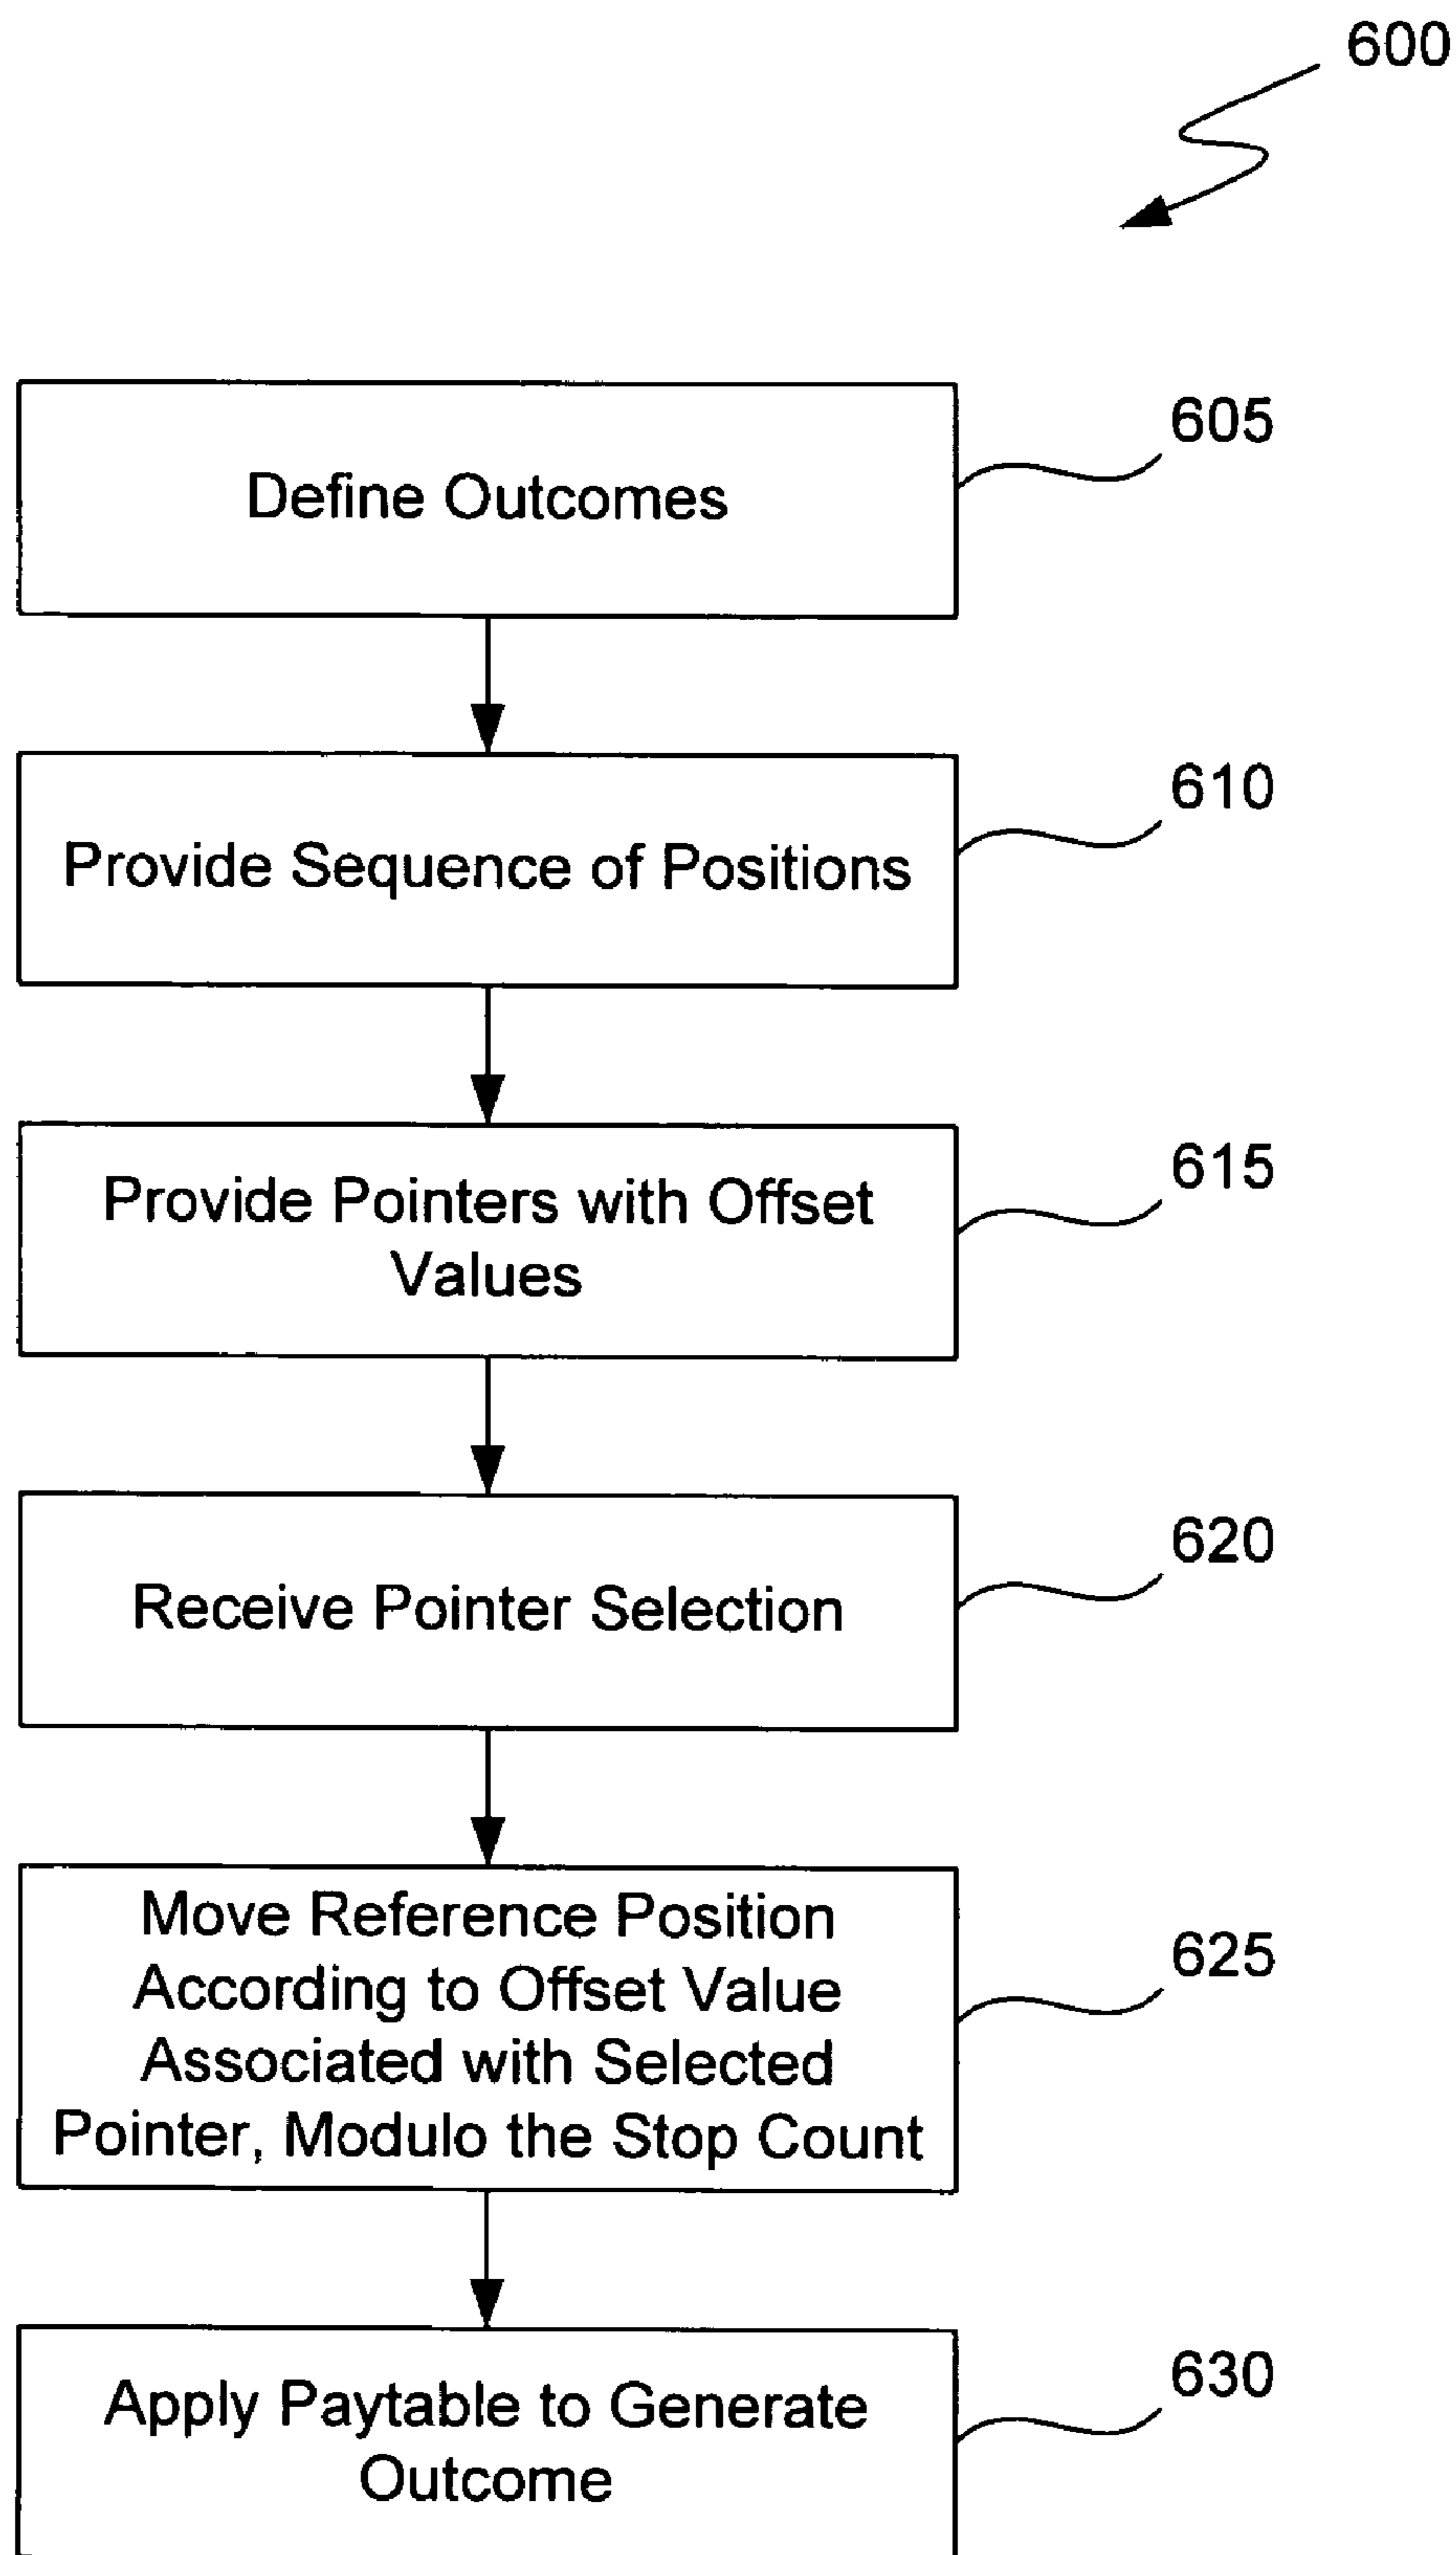 600
Define Outcomes
605
Provide Sequence of Positions
610
Provide Pointers with Offset
Values
615
Receive Pointer Selection
620
Move Reference Position
According to Offset Value
Associated with Selected
Pointer, Modulo the Stop Count
625
Apply Paytable to Generate
Outcome
630